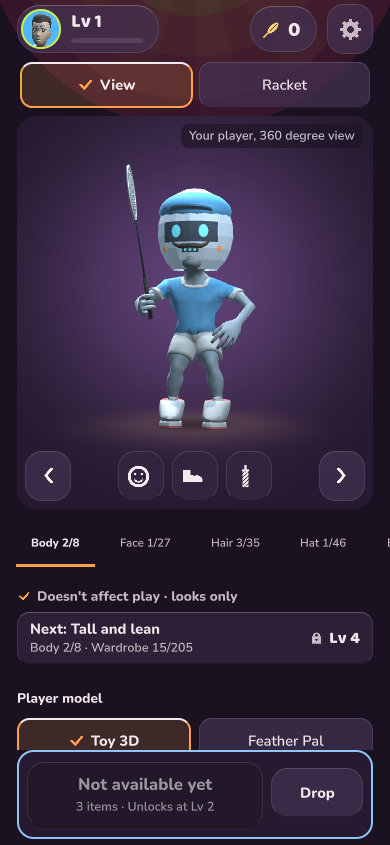 Lv 1
0
View
Racket
Your player, 360 degree view
Body 2/8
Face 1/27
Hair 3/35
Hat 1/46
Doesn't affect play · looks only
Next: Tall and lean
Body 2/8 · Wardrobe 15/205
Lv 4
Player model
Toy 3D
Feather Pal
Not available yet
3 items · Unlocks at Lv 2
Drop